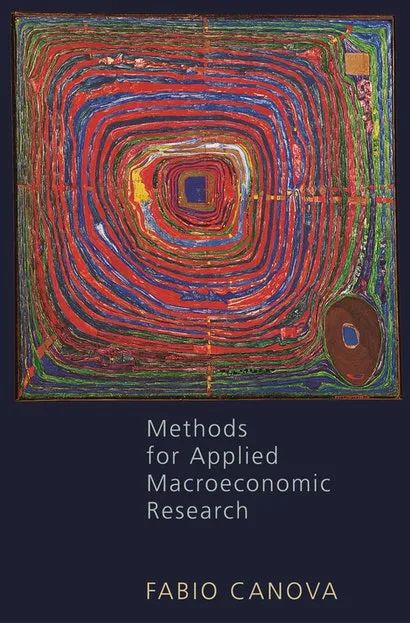 Methods
for Applied
Macroeconomic
Research
FABIO CANOVA